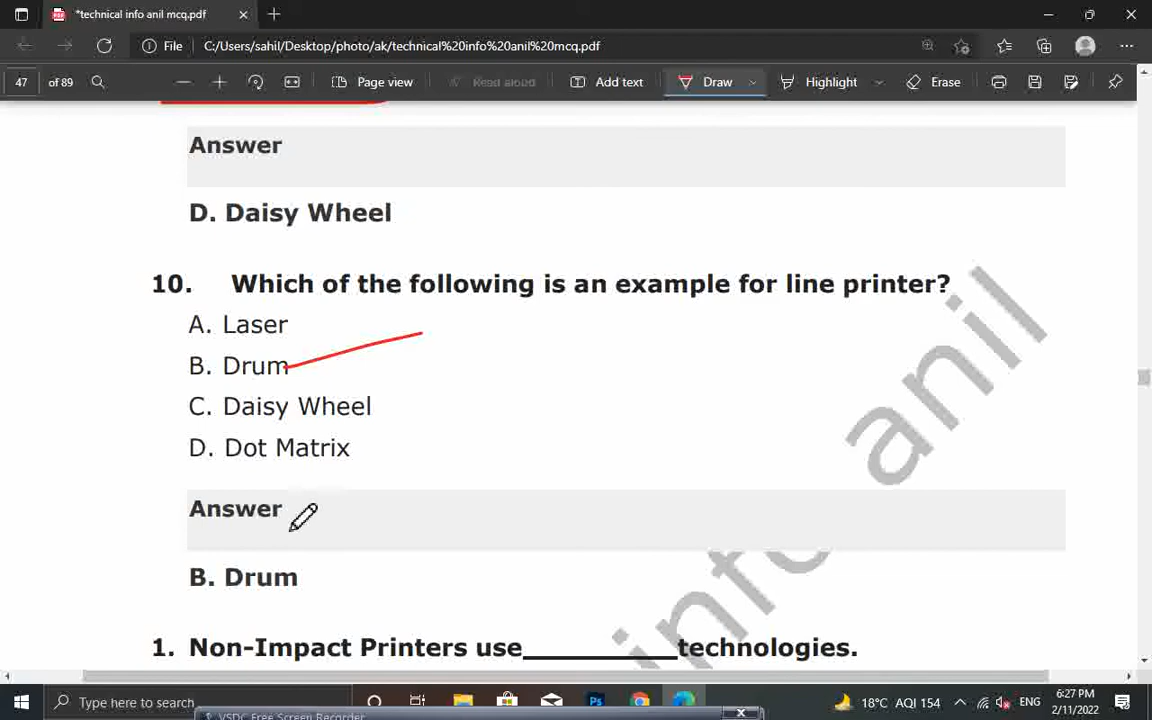 *technical info anil mcq.pdf
File C:/Users/sahil/Desktop/photo/ak/technical%20info%20anil%20mcq.pdf
47 of 89 Page view Read aloud Add text Draw Highlight Erase
Answer
D. Daisy Wheel
10. Which of the following is an example for line printer?
A. Laser
B. Drum
C. Daisy Wheel
D. Dot Matrix
Answer
B. Drum
1. Non-Impact Printers use__________technologies.
info anil
Type here to search
18°C AQI 154 ENG
6:27 PM
2/11/2022
VSDC Free Screen Recorder